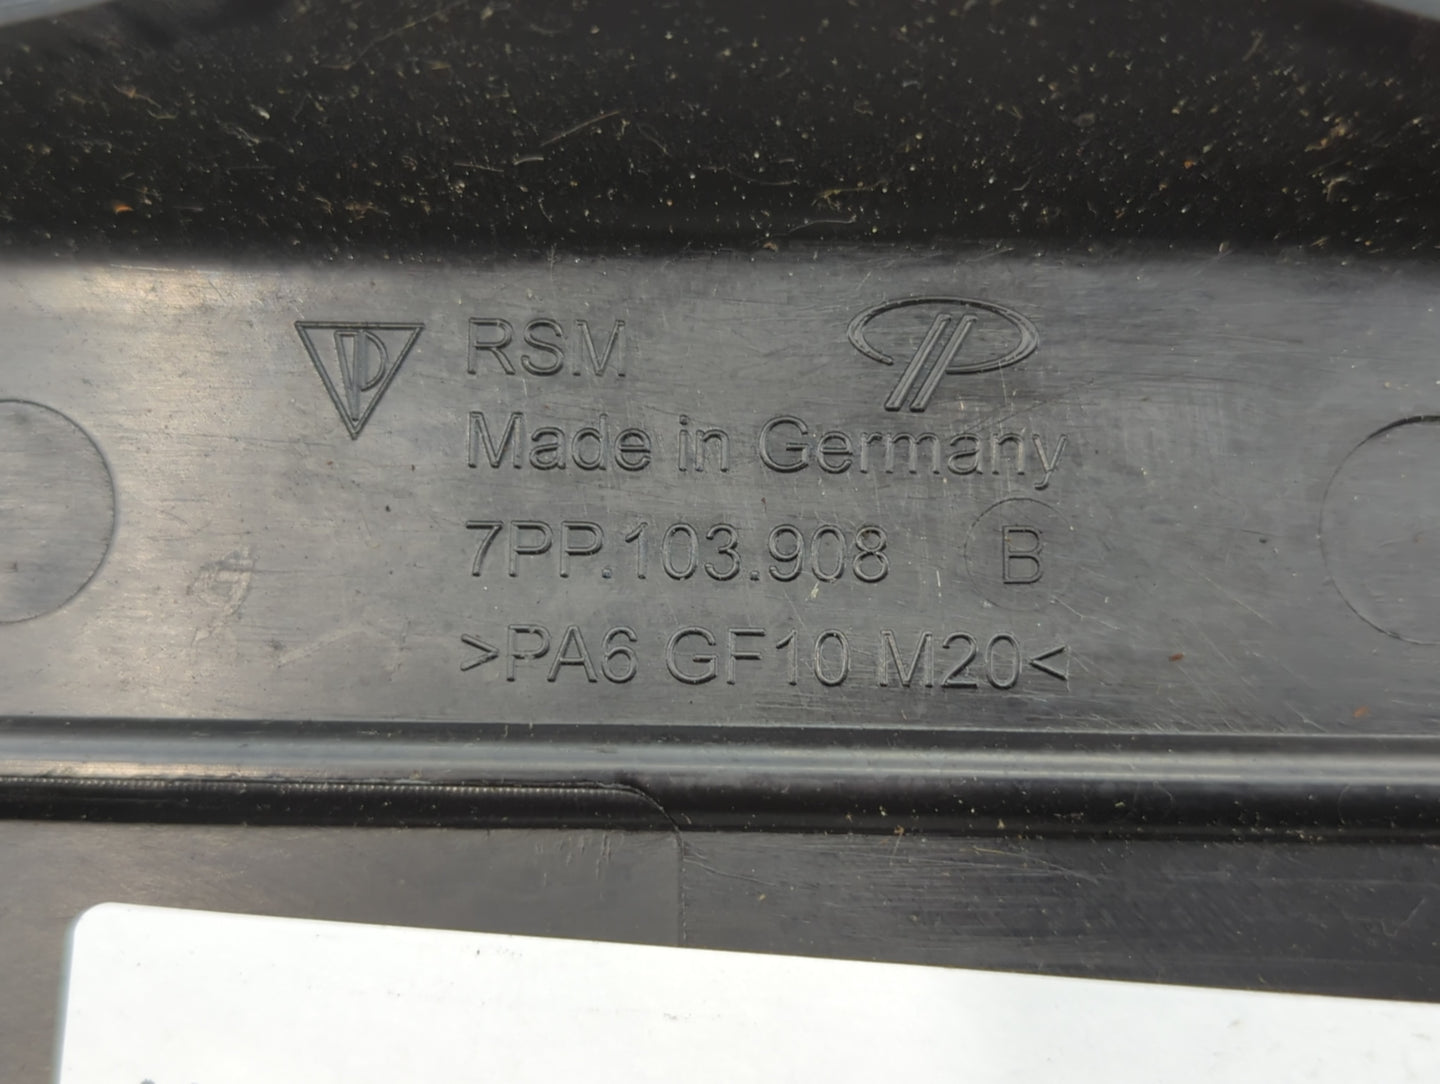 RSM
Made in Germany
7PP.103.908 B
>PA6 GF10 M20<